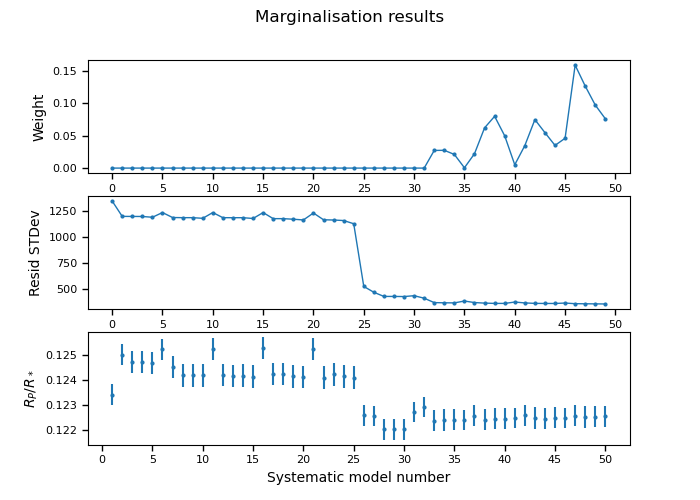 Marginalisation results
0.15
0.10
0.05
0.00
Weight
0 5 10 15 20 25 30 35 40 45 50
1250
1000
750
500
Resid STDev
0 5 10 15 20 25 30 35 40 45 50
0.125
0.124
0.123
0.122
R_P/R_*
0 5 10 15 20 25 30 35 40 45 50
Systematic model number